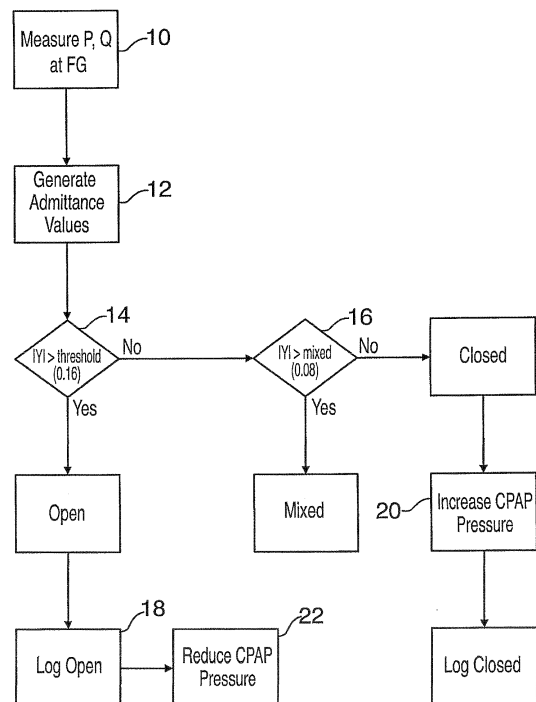 Measure P, Q
at FG
10
Generate
Admittance
Values
12
14
|Y| > threshold
(0.16)
No
Yes
16
|Y| > mixed
(0.08)
No
Yes
Closed
Open
Mixed
20
Increase CPAP
Pressure
18
Log Open
22
Reduce CPAP
Pressure
Log Closed